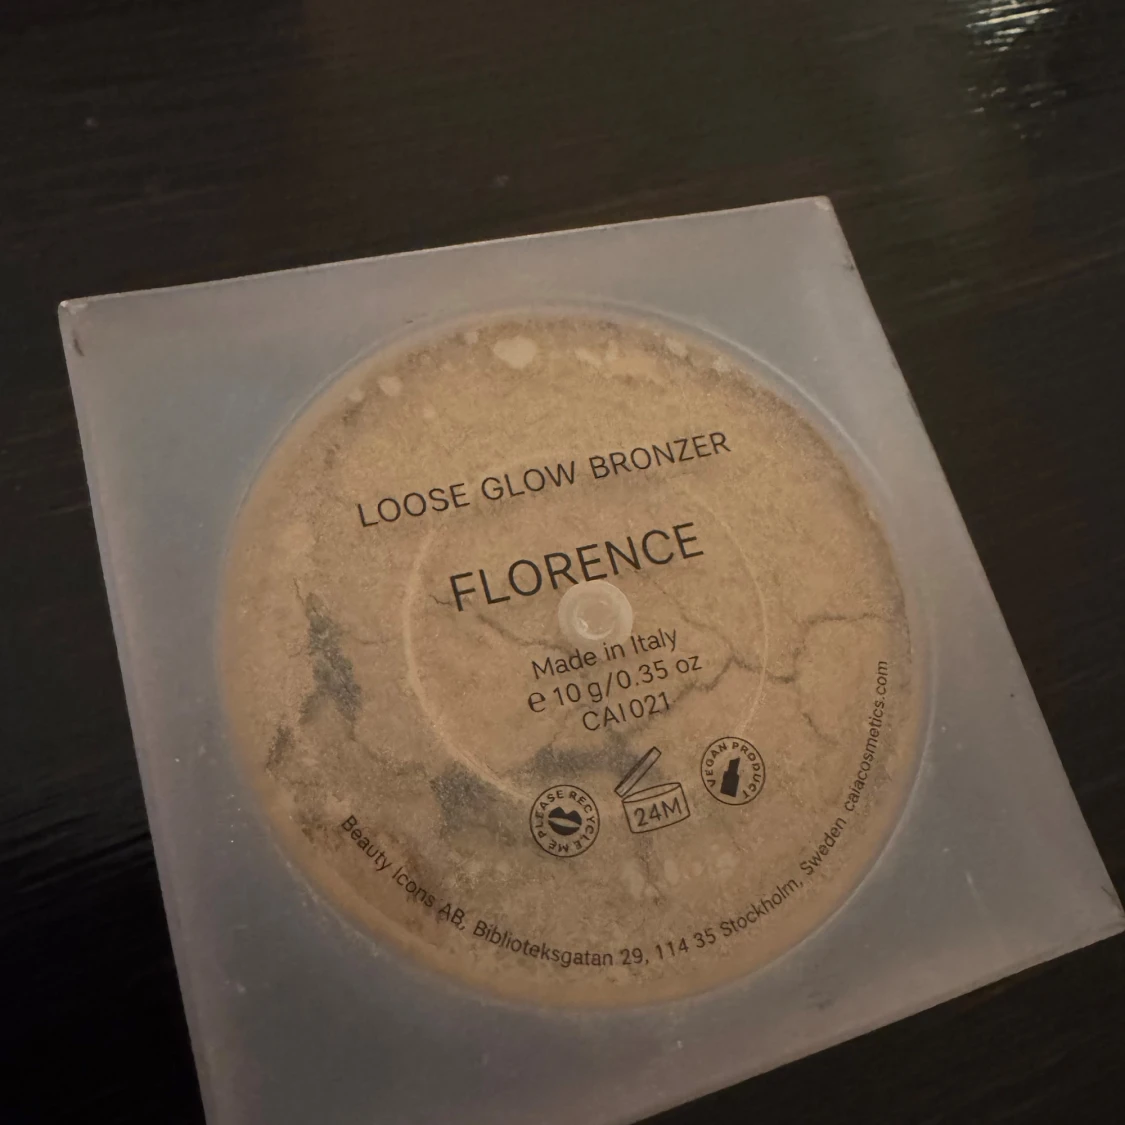 LOOSE GLOW BRONZER
FLORENCE
Made in Italy
℮ 10 g/0.35 oz
CAI021
PLEASE RECYCLE ME
24M
VEGAN PRODUCT
Beauty Icons AB, Biblioteksgatan 29, 114 35 Stockholm, Sweden caiacosmetics.com